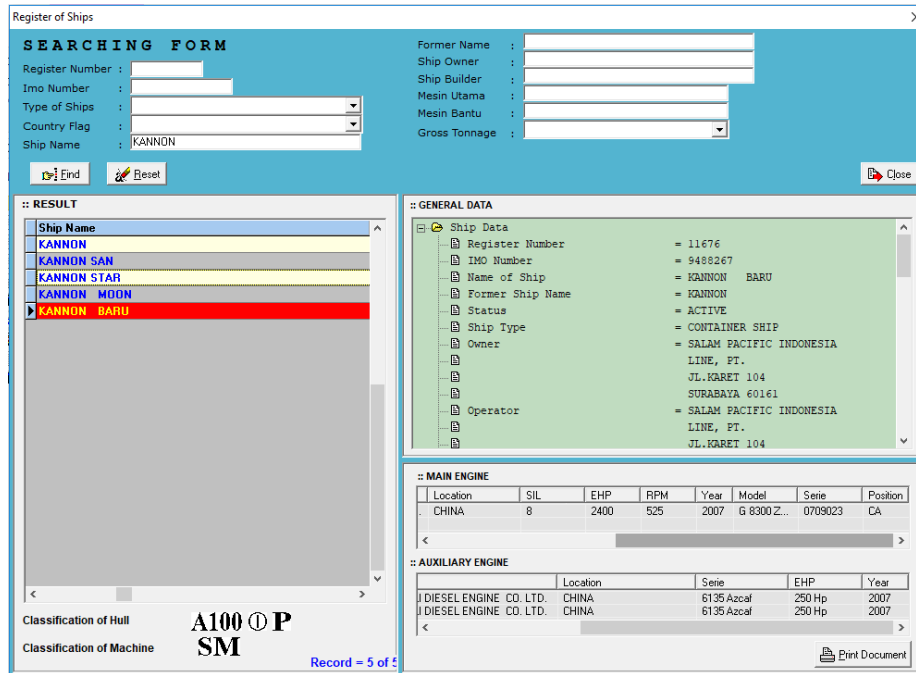 Register of Ships
SEARCHING FORM
Register Number :
Imo Number :
Type of Ships :
Country Flag :
Ship Name : KANNON
Former Name :
Ship Owner :
Ship Builder :
Mesin Utama :
Mesin Bantu :
Gross Tonnage :
Find Reset Close
:: RESULT
Ship Name
KANNON
KANNON SAN
KANNON STAR
KANNON MOON
KANNON BARU
Classification of Hull A100 ① P
Classification of Machine SM
Record = 5 of 5
:: GENERAL DATA
Ship Data
Register Number = 11676
IMO Number = 9488267
Name of Ship = KANNON BARU
Former Ship Name = KANNON
Status = ACTIVE
Ship Type = CONTAINER SHIP
Owner = SALAM PACIFIC INDONESIA
LINE, PT.
JL.KARET 104
SURABAYA 60161
Operator = SALAM PACIFIC INDONESIA
LINE, PT.
JL.KARET 104
:: MAIN ENGINE
Location SIL EHP RPM Year Model Serie Position
CHINA 8 2400 525 2007 G 8300 Z... 0709023 CA
:: AUXILIARY ENGINE
Location Serie EHP Year
DIESEL ENGINE CO. LTD. CHINA 6135 Azcaf 250 Hp 2007
DIESEL ENGINE CO. LTD. CHINA 6135 Azcaf 250 Hp 2007
Print Document